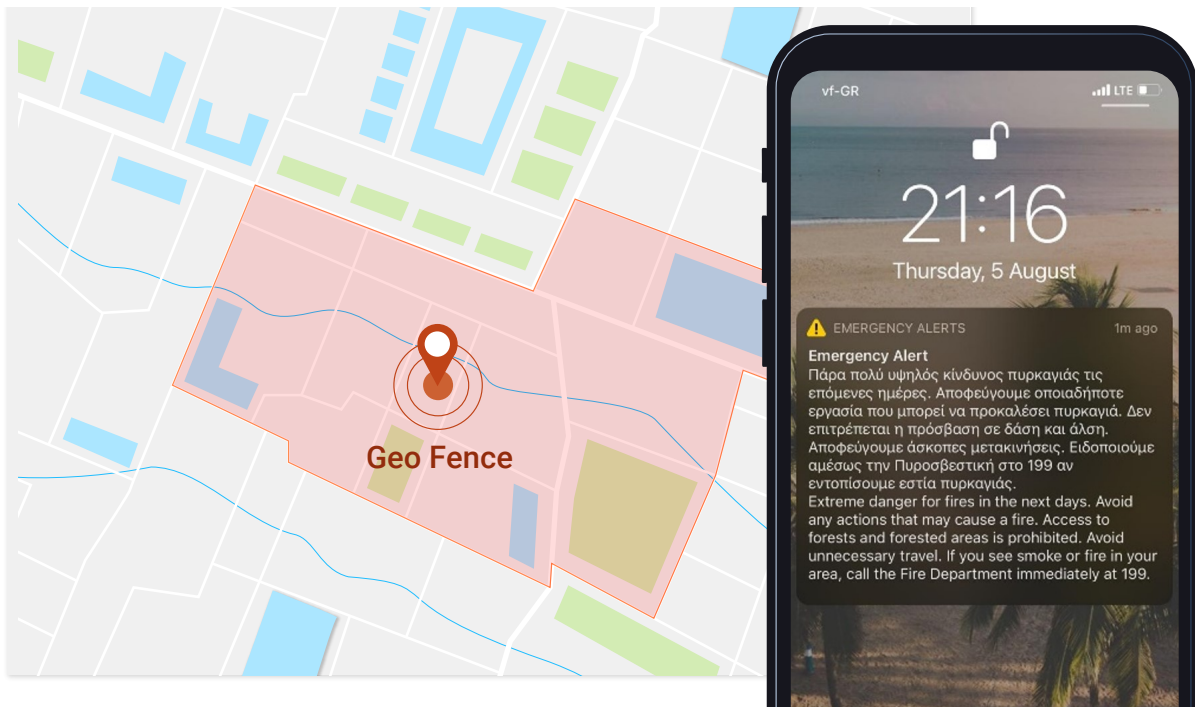 Geo Fence
vf-GR
LTE
21:16
Thursday, 5 August
EMERGENCY ALERTS 1m ago
Emergency Alert
Πάρα πολύ υψηλός κίνδυνος πυρκαγιάς τις
επόμενες ημέρες. Αποφεύγουμε οποιαδήποτε
εργασία που μπορεί να προκαλέσει πυρκαγιά. Δεν
επιτρέπεται η πρόσβαση σε δάση και άλση.
Αποφεύγουμε άσκοπες μετακινήσεις. Ειδοποιούμε
αμέσως την Πυροσβεστική στο 199 αν
εντοπίσουμε εστία πυρκαγιάς.
Extreme danger for fires in the next days. Avoid
any actions that may cause a fire. Access to
forests and forested areas is prohibited. Avoid
unnecessary travel. If you see smoke or fire in your
area, call the Fire Department immediately at 199.